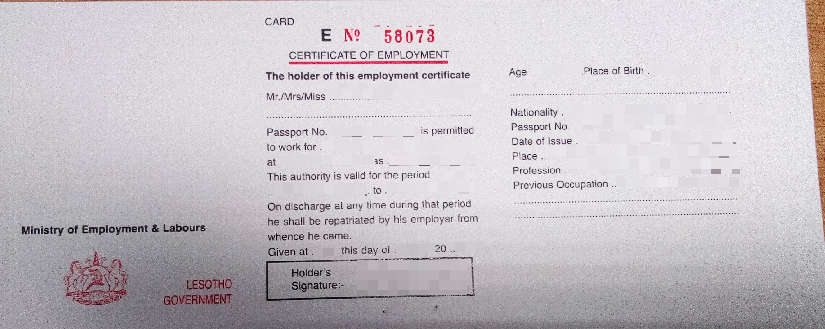 Ministry of Employment & Labours
LESOTHO
GOVERNMENT
CARD
E Nº 58073
CERTIFICATE OF EMPLOYMENT
The holder of this employment certificate
Mr./Mrs/Miss
Passport No. is permitted
to work for
at as
This authority is valid for the period
to
On discharge at any time during that period
he shall be repatriated by his employer from
whence he came.
Given at this day of 20
Holder's
Signature:-
Age Place of Birth
Nationality
Passport No
Date of Issue
Place
Profession
Previous Occupation